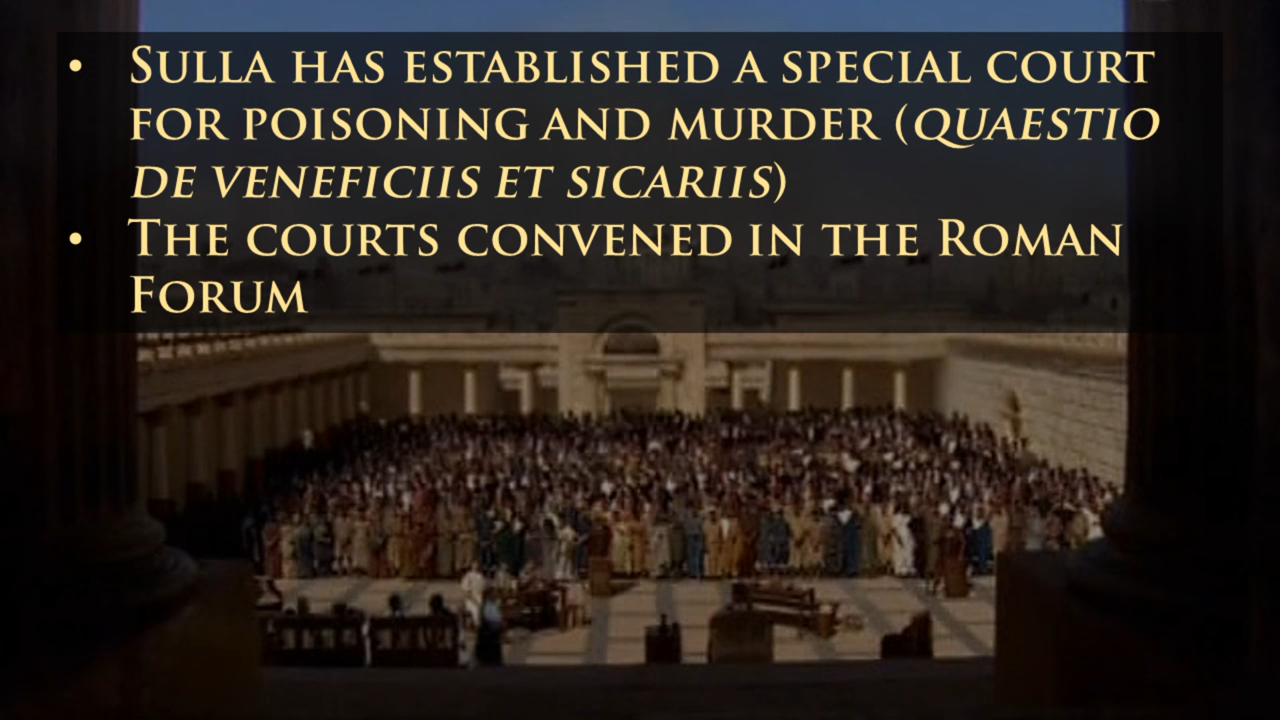 • Sulla has established a special court
for poisoning and murder (quaestio
de veneficiis et sicariis)
• The courts convened in the Roman
Forum